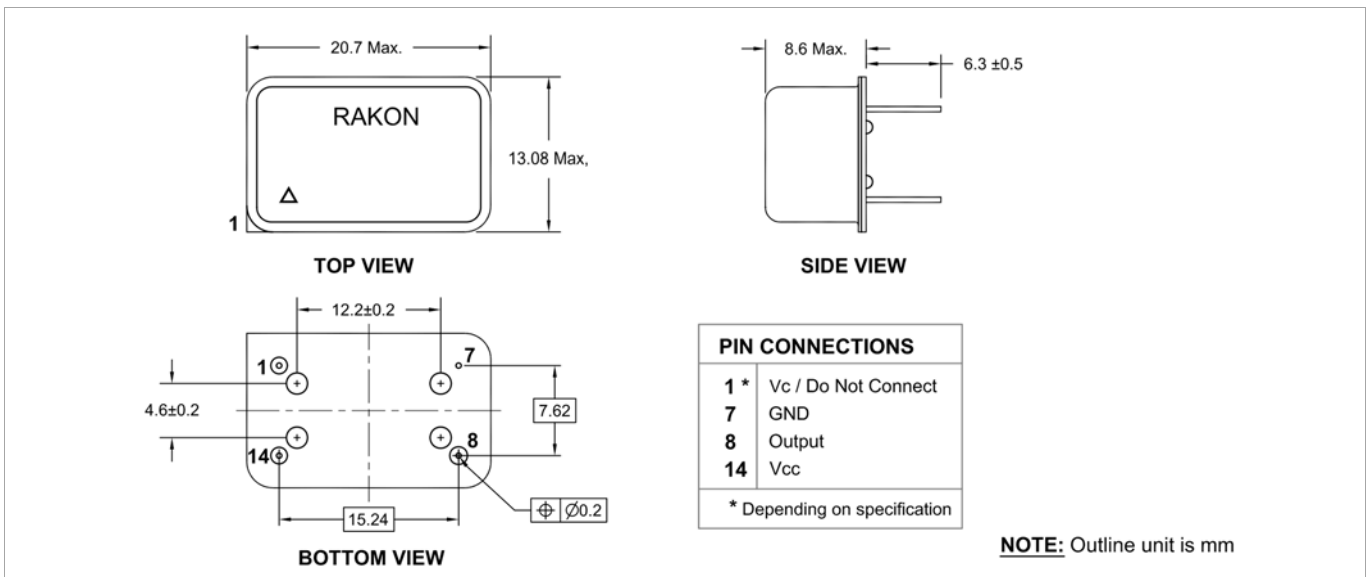 20.7 Max.
RAKON
13.08 Max,
1
TOP VIEW
8.6 Max.
6.3 ±0.5
SIDE VIEW
12.2±0.2
1
7
4.6±0.2
7.62
14
8
15.24
⌖ Ø0.2
BOTTOM VIEW
PIN CONNECTIONS
1 * Vc / Do Not Connect
7 GND
8 Output
14 Vcc
* Depending on specification
NOTE: Outline unit is mm